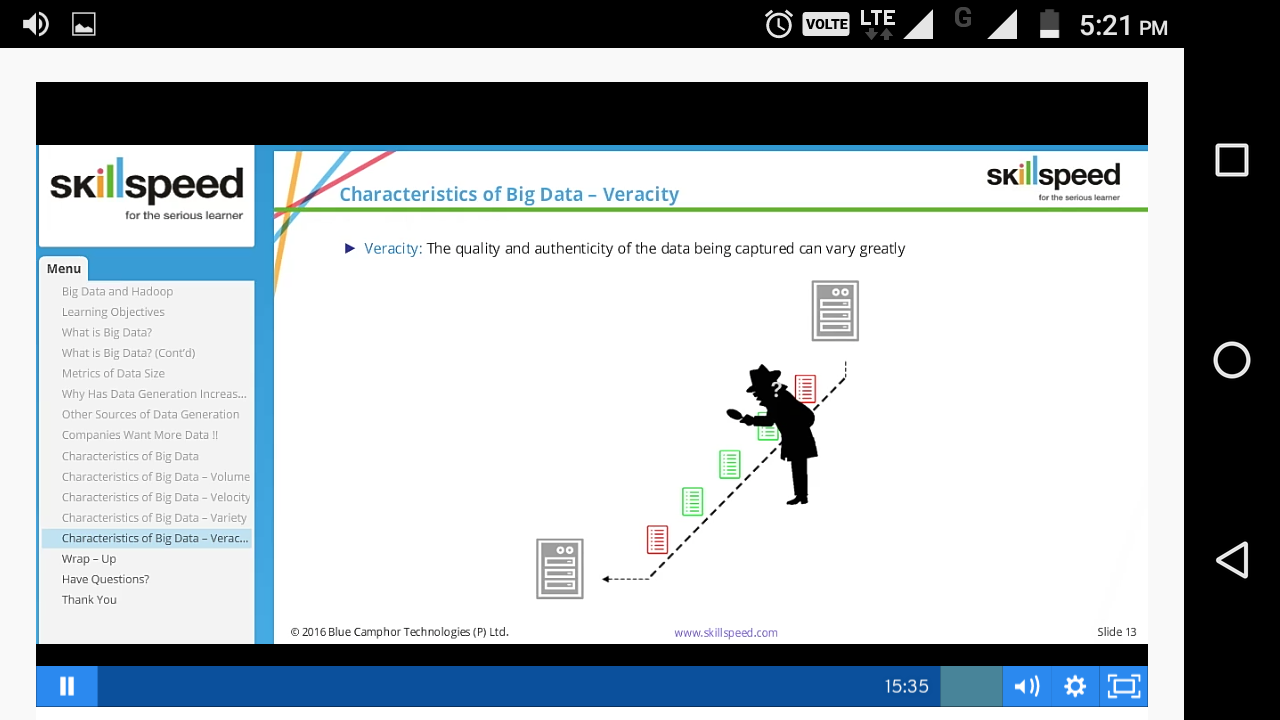 VOLTE LTE G 5:21 PM
skillspeed
for the serious learner
Menu
Big Data and Hadoop
Learning Objectives
What is Big Data?
What is Big Data? (Cont'd)
Metrics of Data Size
Why Has Data Generation Increas...
Other Sources of Data Generation
Companies Want More Data !!
Characteristics of Big Data
Characteristics of Big Data – Volume
Characteristics of Big Data – Velocity
Characteristics of Big Data – Variety
Characteristics of Big Data – Verac...
Wrap – Up
Have Questions?
Thank You
Characteristics of Big Data – Veracity
skillspeed
for the serious learner
► Veracity: The quality and authenticity of the data being captured can vary greatly
?
© 2016 Blue Camphor Technologies (P) Ltd.
www.skillspeed.com
Slide 13
15:35